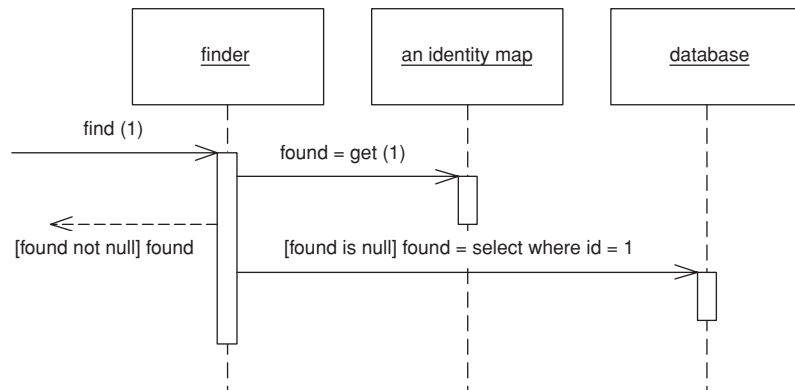 finder
an identity map
database
find (1)
found = get (1)
[found not null] found
[found is null] found = select where id = 1